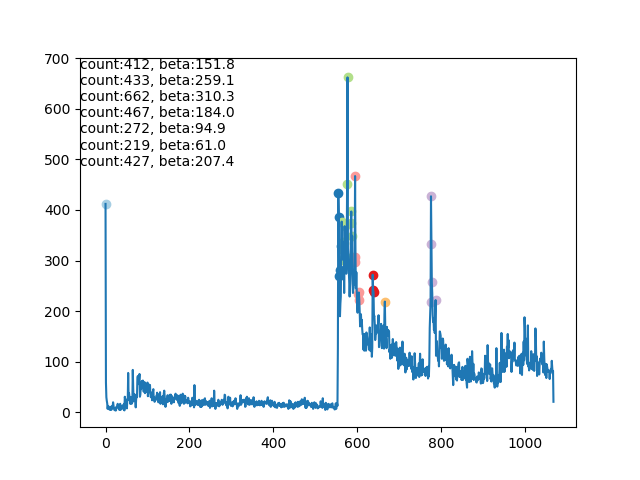 700
count:412, beta:151.8
count:433, beta:259.1
600
count:662, beta:310.3
count:467, beta:184.0
count:272, beta:94.9
500
count:219, beta:61.0
count:427, beta:207.4
400
300
200
100
0
0 200 400 600 800 1000